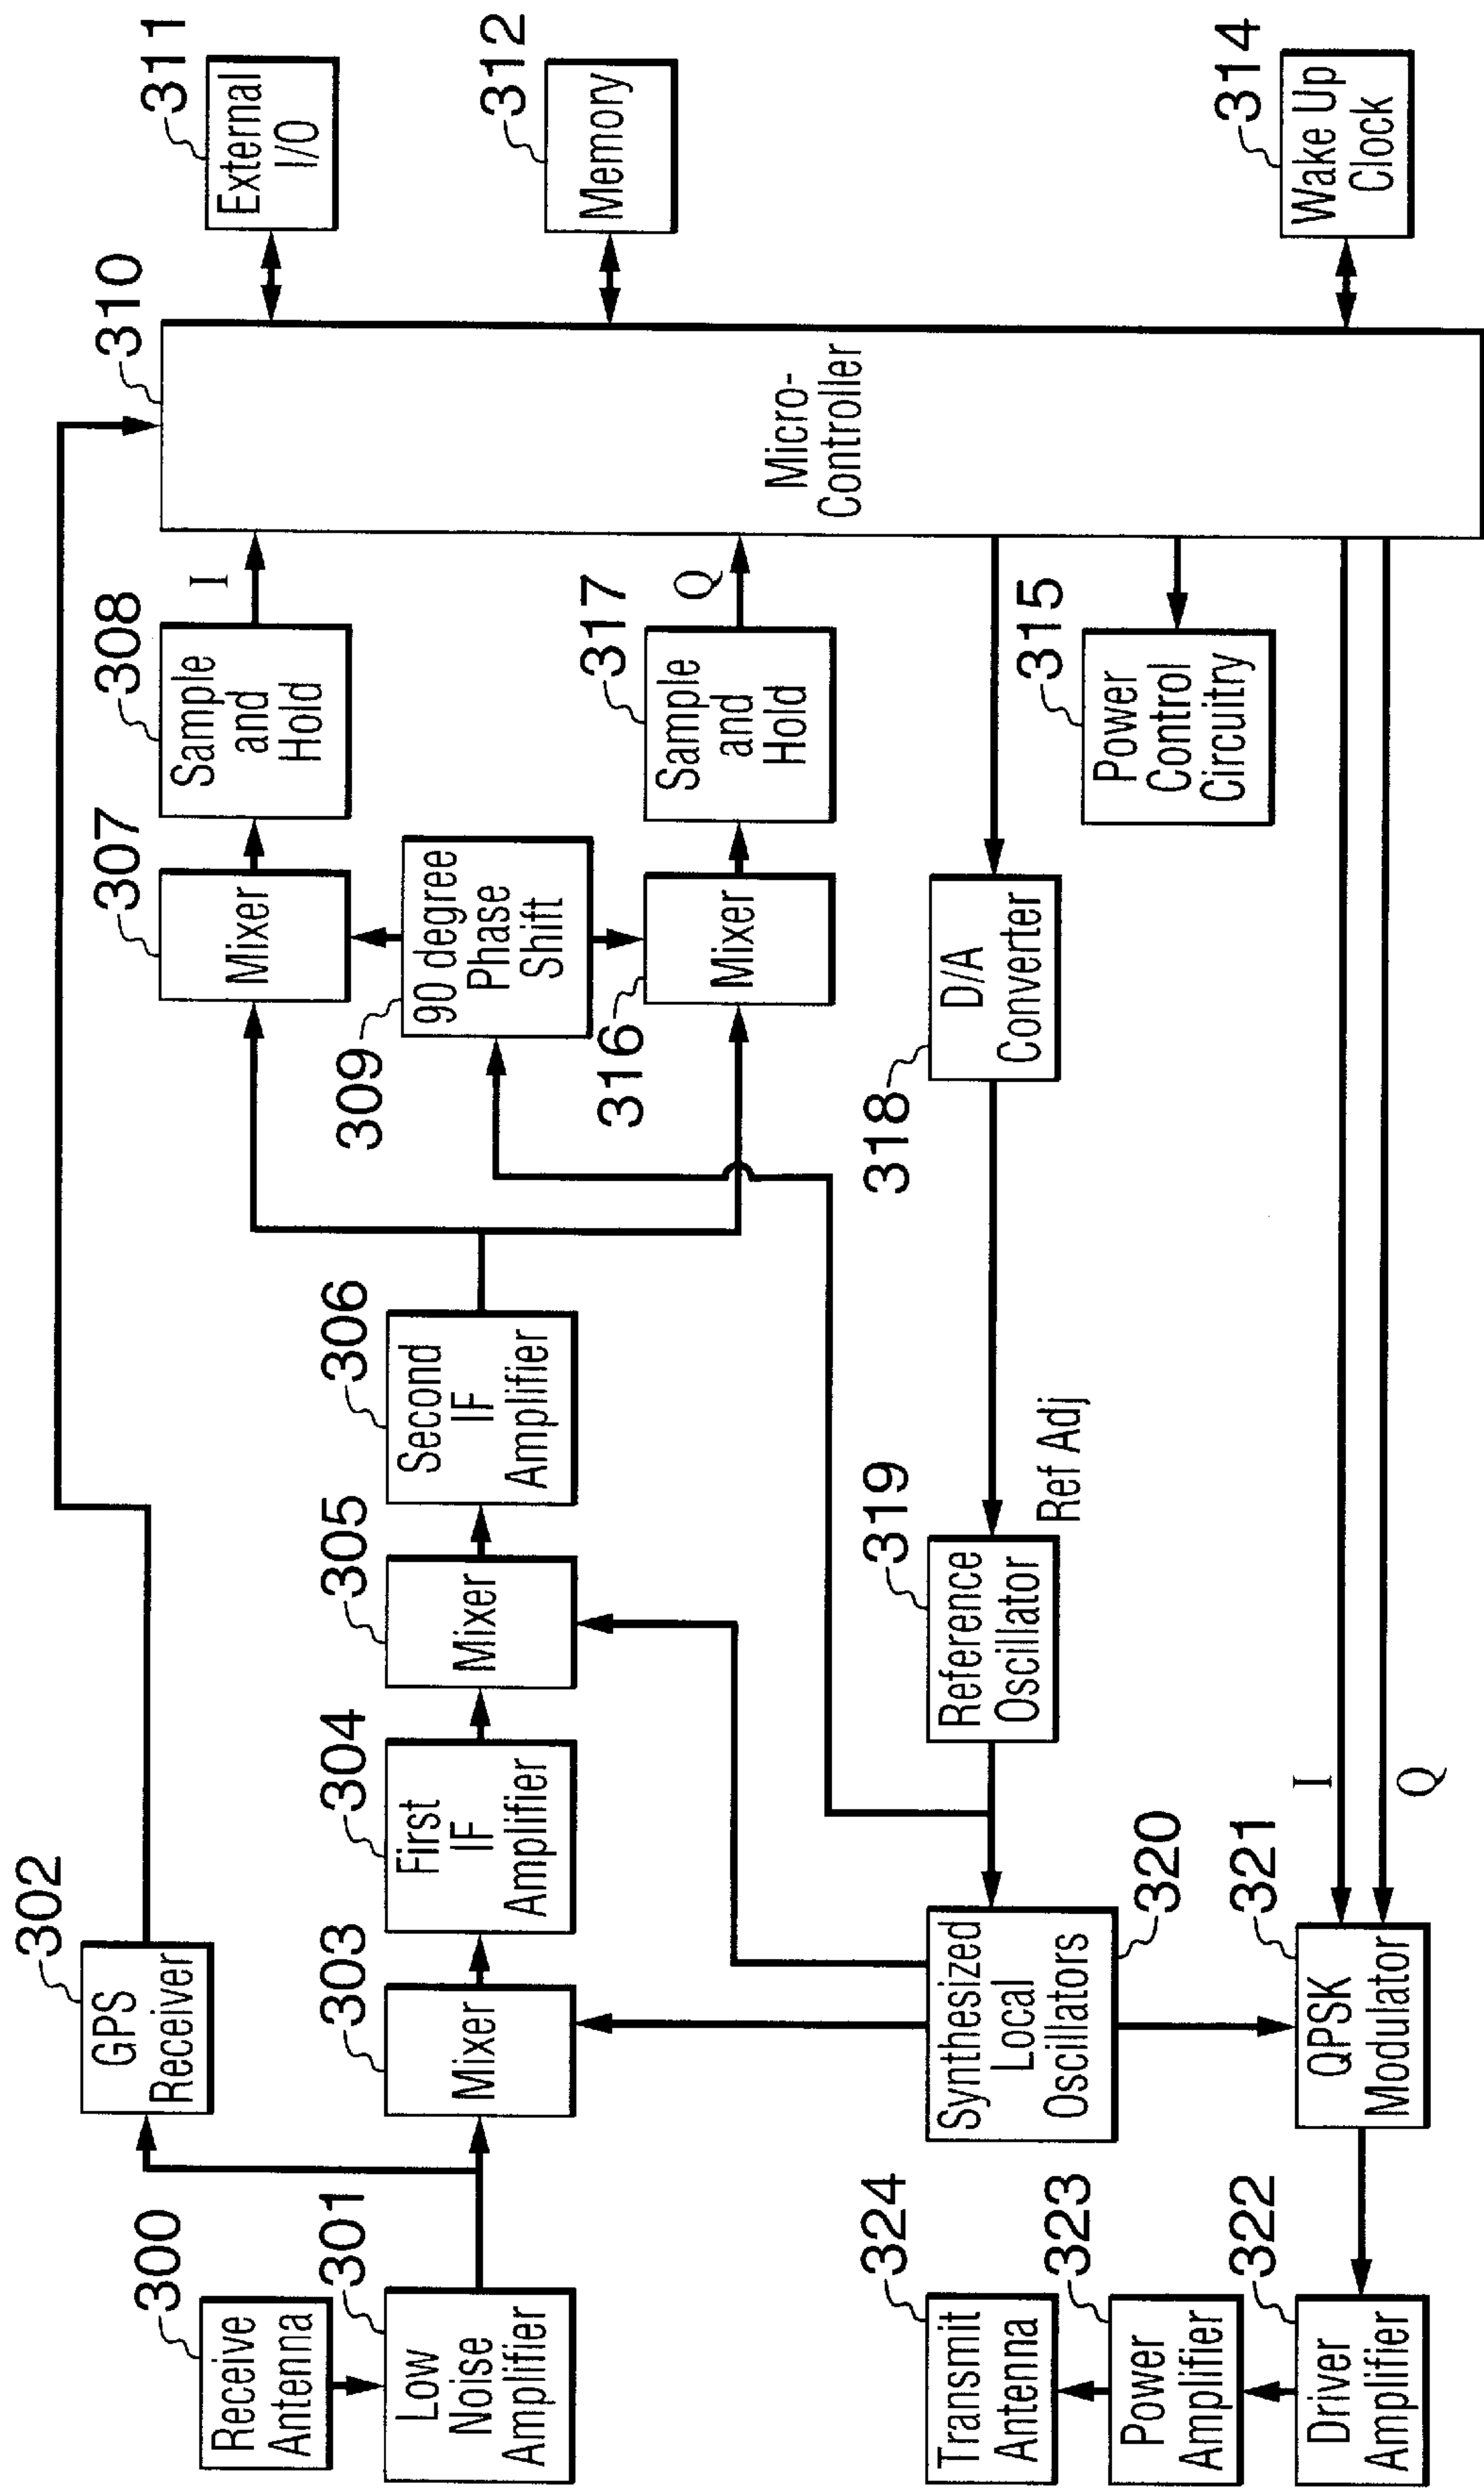 300
Receive
Antenna
301
Low
Noise
Amplifier
302
GPS
Receiver
303
Mixer
304
First
IF
Amplifier
305
Mixer
306
Second
IF
Amplifier
307
Mixer
308
Sample
and
Hold
I
309
90 degree
Phase
Shift
316
Mixer
317
Sample
and
Hold
Q
310
Micro-
Controller
311
External
I/O
312
Memory
314
Wake Up
Clock
315
Power
Control
Circuitry
318
D/A
Converter
Ref Adj
319
Reference
Oscillator
320
Synthesized
Local
Oscillators
321
QPSK
Modulator
I
Q
322
Driver
Amplifier
323
Power
Amplifier
324
Transmit
Antenna